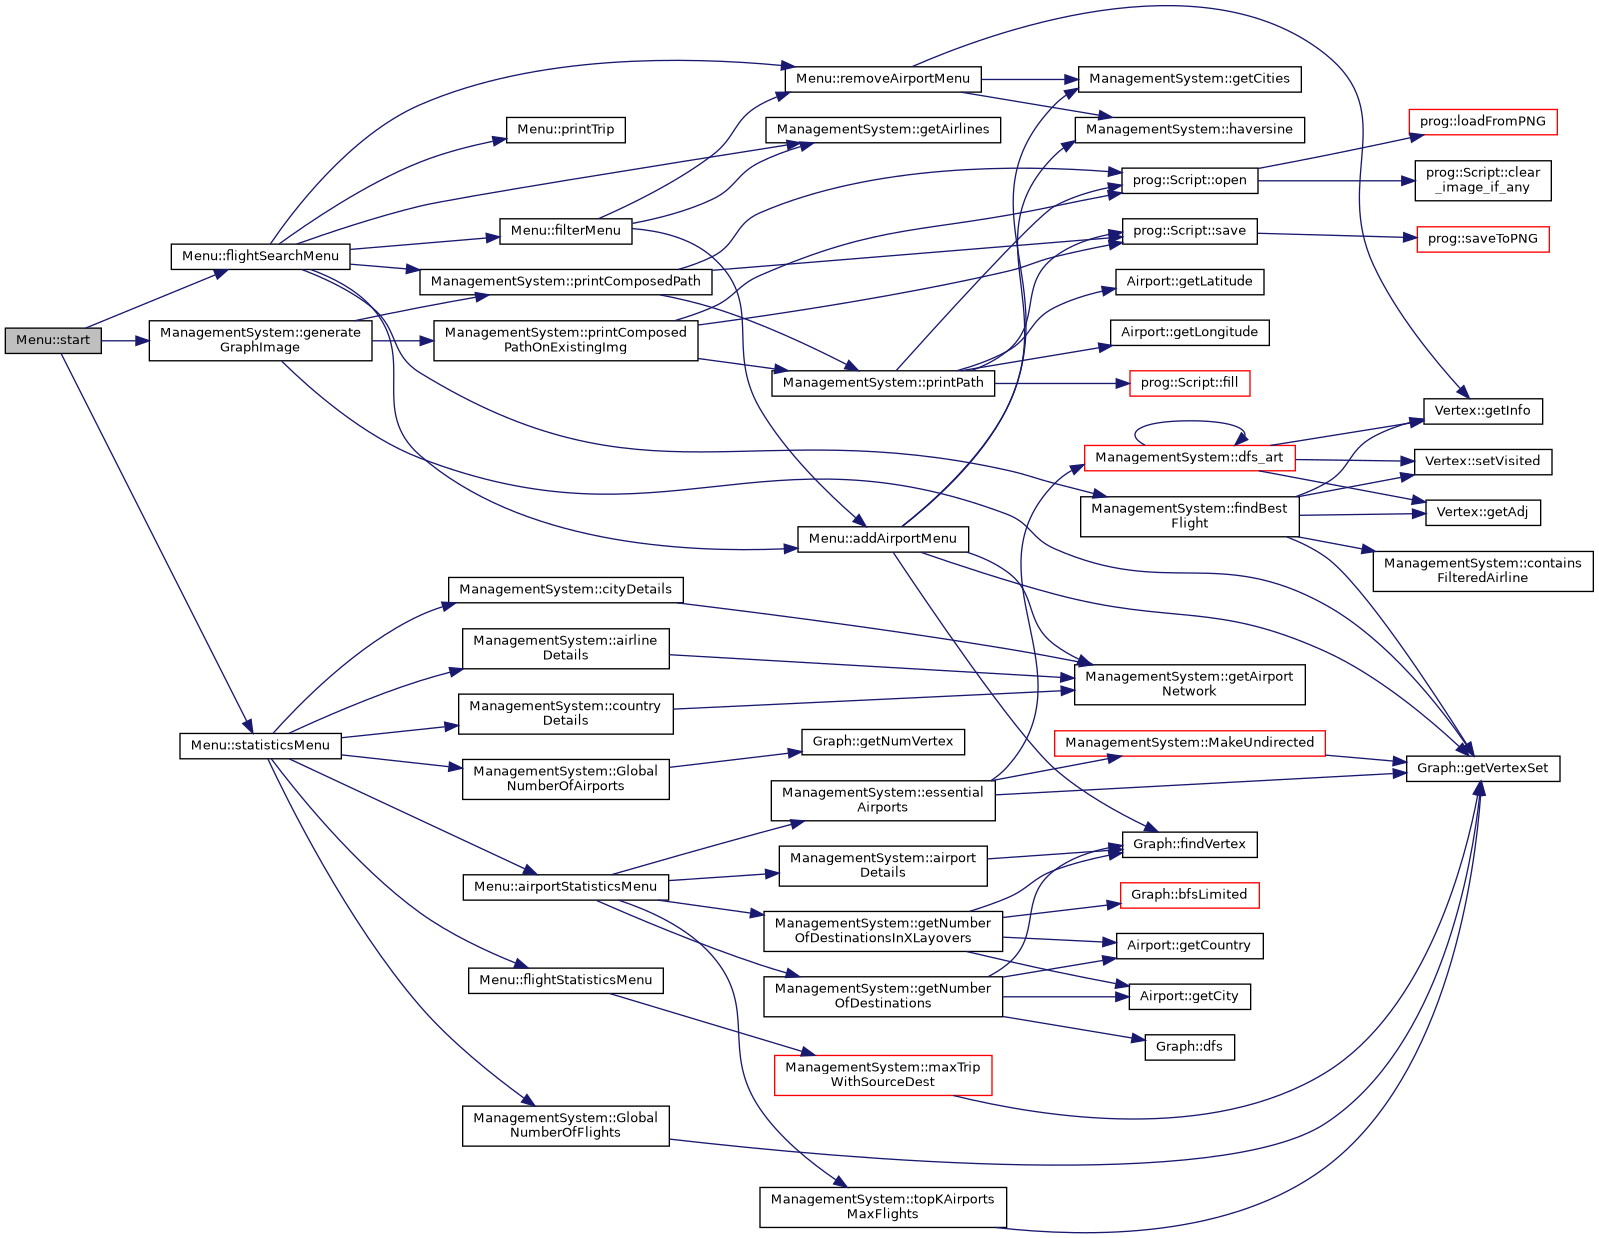 Menu::start
Menu::flightSearchMenu
ManagementSystem::generate
GraphImage
Menu::statisticsMenu
Menu::printTrip
Menu::filterMenu
ManagementSystem::printComposedPath
ManagementSystem::printComposed
PathOnExistingImg
ManagementSystem::cityDetails
ManagementSystem::airline
Details
ManagementSystem::country
Details
ManagementSystem::Global
NumberOfAirports
Menu::airportStatisticsMenu
Menu::flightStatisticsMenu
ManagementSystem::Global
NumberOfFlights
Menu::removeAirportMenu
ManagementSystem::getAirlines
ManagementSystem::printPath
Menu::addAirportMenu
Graph::getNumVertex
ManagementSystem::essential
Airports
ManagementSystem::airport
Details
ManagementSystem::getNumber
OfDestinationsInXLayovers
ManagementSystem::getNumber
OfDestinations
ManagementSystem::maxTrip
WithSourceDest
ManagementSystem::topKAirports
MaxFlights
ManagementSystem::getCities
ManagementSystem::haversine
prog::Script::open
prog::Script::save
Airport::getLatitude
Airport::getLongitude
prog::Script::fill
ManagementSystem::dfs_art
ManagementSystem::findBest
Flight
ManagementSystem::getAirport
Network
ManagementSystem::MakeUndirected
Graph::findVertex
Graph::bfsLimited
Airport::getCountry
Airport::getCity
Graph::dfs
prog::loadFromPNG
prog::Script::clear
_image_if_any
prog::saveToPNG
Vertex::getInfo
Vertex::setVisited
Vertex::getAdj
ManagementSystem::contains
FilteredAirline
Graph::getVertexSet